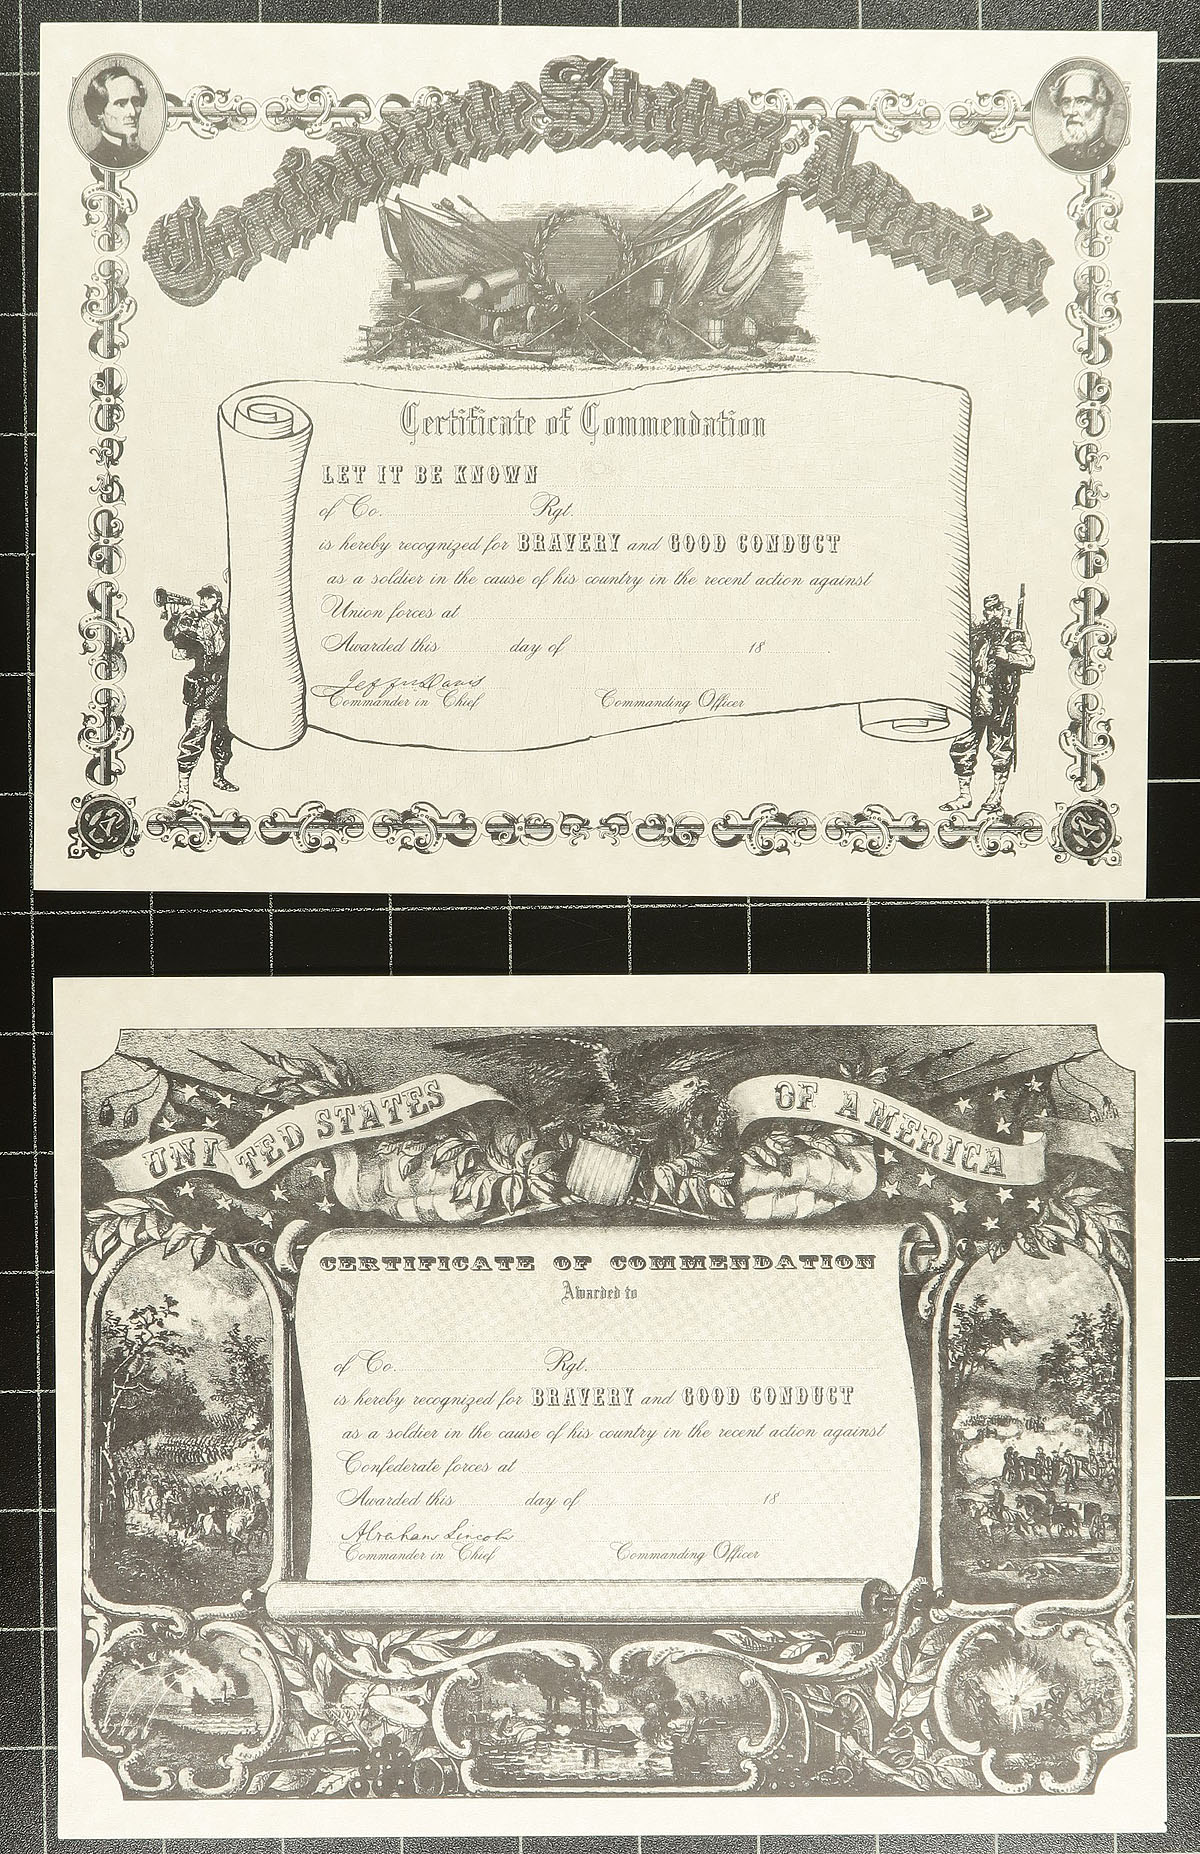 Confederate States of America
Certificate of Commendation
LET IT BE KNOWN
of Co. Rgt.
is hereby recognized for BRAVERY and GOOD CONDUCT
as a soldier in the cause of his country in the recent action against
Union forces at
Awarded this day of 18
Jeffn Davis
Commander in Chief Commanding Officer
UNITED STATES OF AMERICA
CERTIFICATE OF COMMENDATION
Awarded to
of Co. Rgt.
is hereby recognized for BRAVERY and GOOD CONDUCT
as a soldier in the cause of his country in the recent action against
Confederate forces at
Awarded this day of 18
Abraham Lincoln
Commander in Chief Commanding Officer